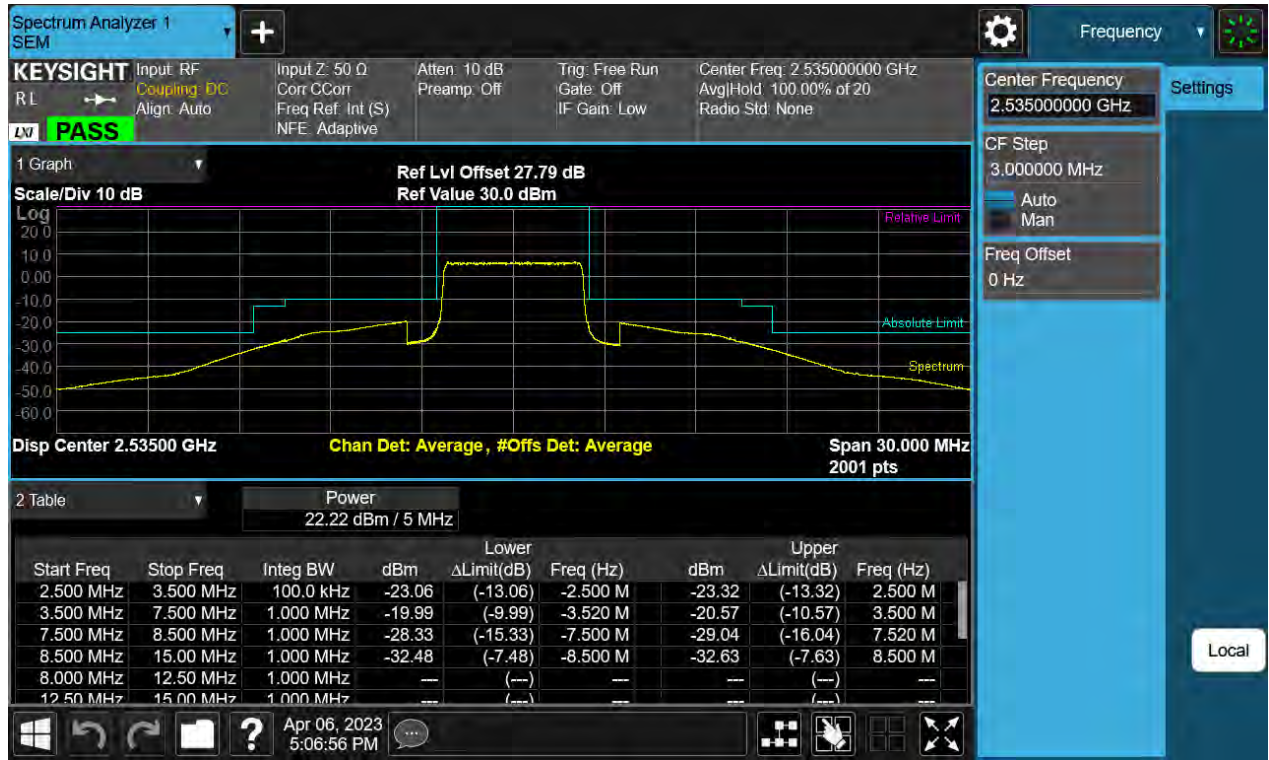 Spectrum Analyzer 1
SEM
Frequency
KEYSIGHT
R L
LXI
PASS
Input: RF
Coupling: DC
Align: Auto
Input Z: 50 Ω
Corr CCorr
Freq Ref: Int (S)
NFE: Adaptive
Atten: 10 dB
Preamp: Off
Trig: Free Run
Gate: Off
IF Gain: Low
Center Freq: 2.535000000 GHz
Avg|Hold: 100.00% of 20
Radio Std: None
Center Frequency
2.535000000 GHz
Settings
CF Step
3.000000 MHz
Auto
Man
Freq Offset
0 Hz
Local
1 Graph
Ref Lvl Offset 27.79 dB
Scale/Div 10 dB
Ref Value 30.0 dBm
Log
Relative Limit
20.0
10.0
0.00
-10.0
-20.0
Absolute Limit
-30.0
-40.0
Spectrum
-50.0
-60.0
Disp Center 2.53500 GHz
Chan Det: Average, #Offs Det: Average
Span 30.000 MHz
2001 pts
2 Table
Power
22.22 dBm / 5 MHz
Lower Upper
Start Freq Stop Freq Integ BW dBm ΔLimit(dB) Freq (Hz) dBm ΔLimit(dB) Freq (Hz)
2.500 MHz 3.500 MHz 100.0 kHz -23.06 (-13.06) -2.500 M -23.32 (-13.32) 2.500 M
3.500 MHz 7.500 MHz 1.000 MHz -19.99 (-9.99) -3.520 M -20.57 (-10.57) 3.500 M
7.500 MHz 8.500 MHz 1.000 MHz -28.33 (-15.33) -7.500 M -29.04 (-16.04) 7.520 M
8.500 MHz 15.00 MHz 1.000 MHz -32.48 (-7.48) -8.500 M -32.63 (-7.63) 8.500 M
8.000 MHz 12.50 MHz 1.000 MHz --- (---) --- --- (---) ---
12.50 MHz 15.00 MHz 1.000 MHz --- (---) --- --- (---) ---
?
Apr 06, 2023
5:06:56 PM